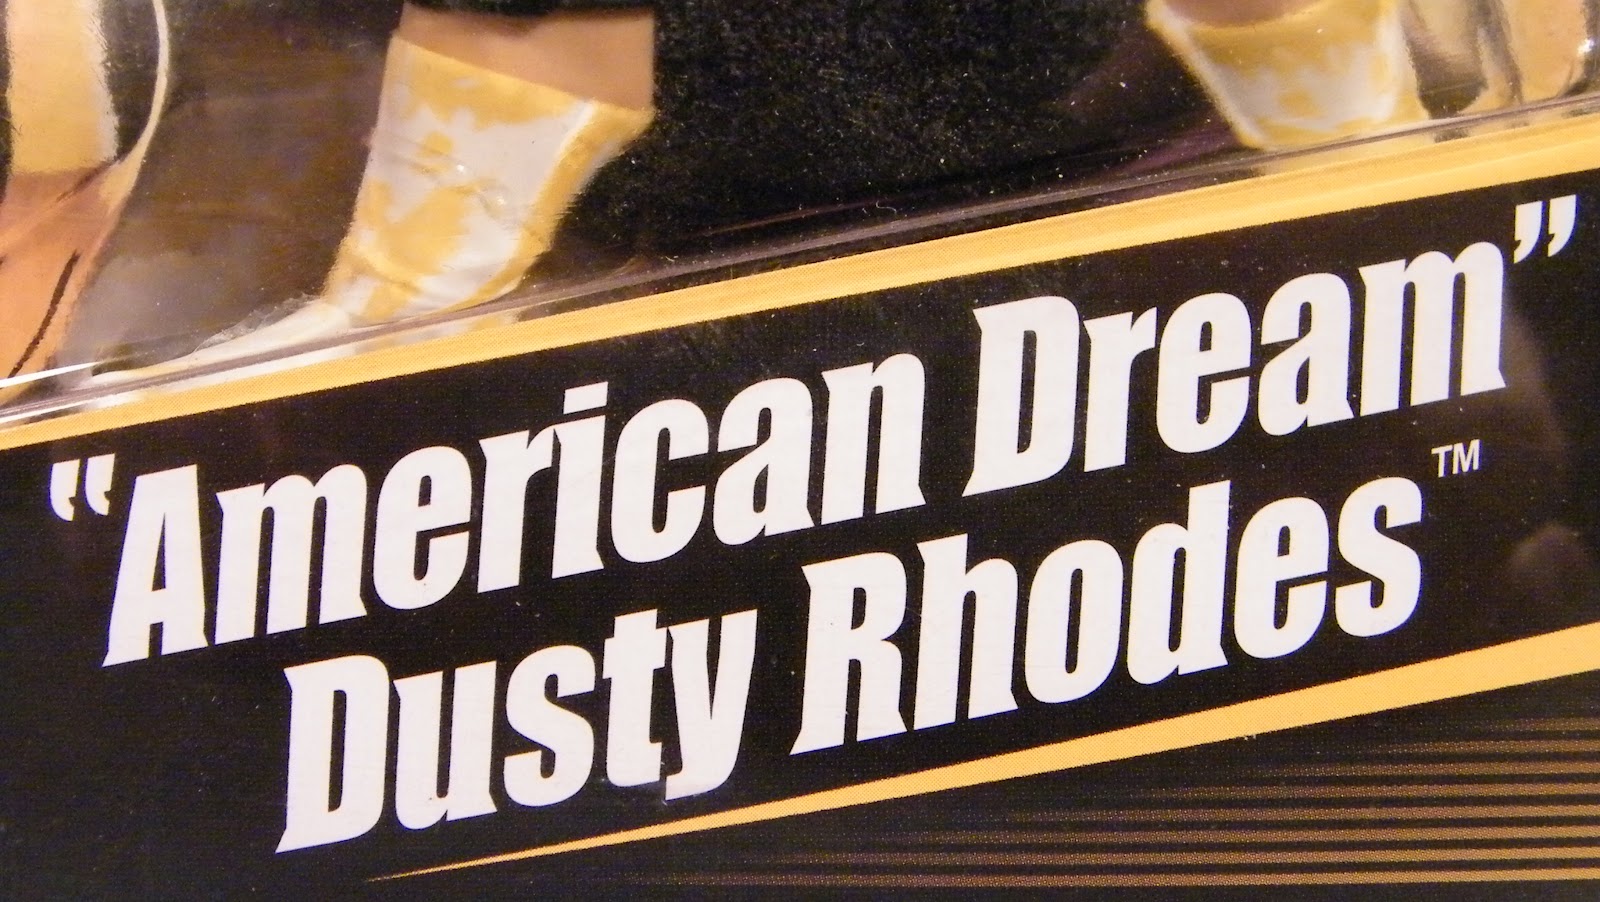 “American Dream”
Dusty Rhodes™